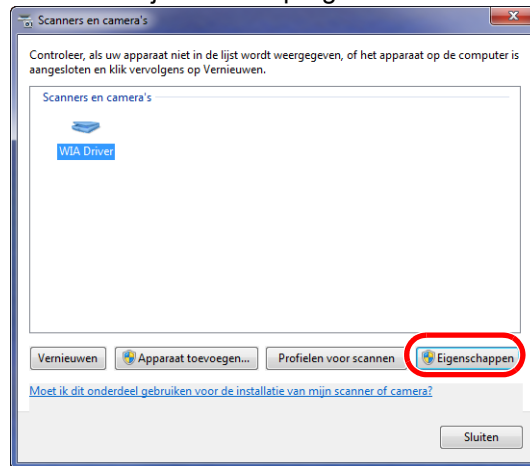 Scanners en camera's
Controleer, als uw apparaat niet in de lijst wordt weergegeven, of het apparaat op de computer is
aangesloten en klik vervolgens op Vernieuwen.
Scanners en camera's
WIA Driver
Vernieuwen Apparaat toevoegen... Profielen voor scannen Eigenschappen
Moet ik dit onderdeel gebruiken voor de installatie van mijn scanner of camera?
Sluiten